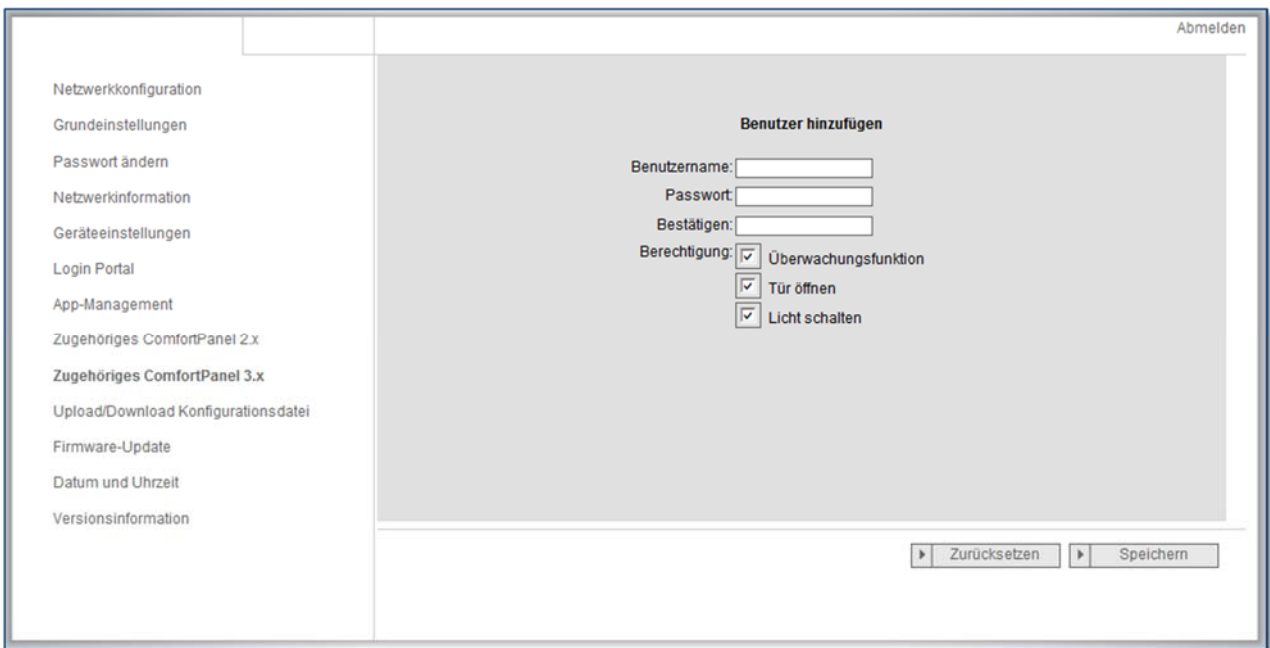 Abmelden
Netzwerkkonfiguration
Grundeinstellungen
Passwort ändern
Netzwerkinformation
Geräteeinstellungen
Login Portal
App-Management
Zugehöriges ComfortPanel 2.x
Zugehöriges ComfortPanel 3.x
Upload/Download Konfigurationsdatei
Firmware-Update
Datum und Uhrzeit
Versionsinformation
Benutzer hinzufügen
Benutzername:
Passwort:
Bestätigen:
Berechtigung:
Überwachungsfunktion
Tür öffnen
Licht schalten
Zurücksetzen
Speichern